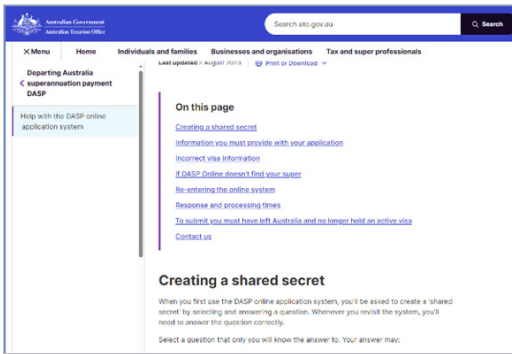 Australian Government
Australian Taxation Office
Search ato.gov.au
Search
Menu
Home
Individuals and families
Businesses and organisations
Tax and super professionals
Departing Australia
superannuation payment
DASP
Help with the DASP online
application system
Last updated August 2023
Print or Download
On this page
Creating a shared secret
Information you must provide with your application
Incorrect visa information
If DASP Online doesn't find your super
Re-entering the online system
Response and processing times
To submit you must have left Australia and no longer hold an active visa
Contact us
Creating a shared secret
When you first use the DASP online application system, you'll be asked to create a 'shared
secret' by selecting and answering a question. Whenever you revisit the system, you'll
need to answer the question correctly.
Select a question that only you will know the answer to. Your answer may: